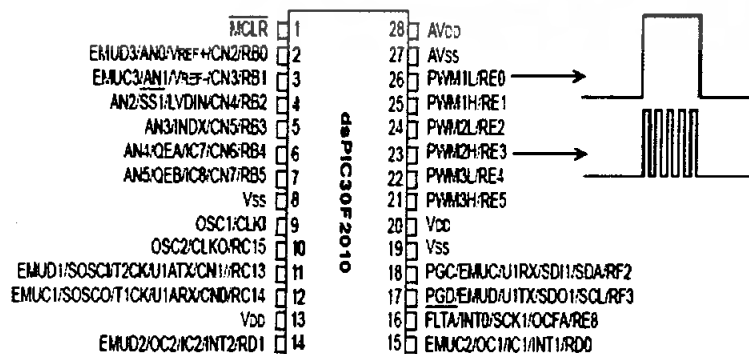 MCLR 1
EMUD3/AN0/VREF+/CN2/RB0 2
EMUC3/AN1/VREF-/CN3/RB1 3
AN2/SS1/LVDIN/CN4/RB2 4
AN3/INDX/CN5/RB3 5
AN4/QEA/IC7/CN6/RB4 6
AN5/QEB/IC8/CN7/RB5 7
VSS 8
OSC1/CLKI 9
OSC2/CLKO/RC15 10
EMUD1/SOSCI/T2CK/U1ATX/CN1/RC13 11
EMUC1/SOSCO/T1CK/U1ARX/CN0/RC14 12
VDD 13
EMUD2/OC2/IC2/INT2/RD1 14
dsPIC30F2010
28 AVDD
27 AVSS
26 PWM1L/RE0
25 PWM1H/RE1
24 PWM2L/RE2
23 PWM2H/RE3
22 PWM3L/RE4
21 PWM3H/RE5
20 VDD
19 VSS
18 PGC/EMUC/U1RX/SDI1/SDA/RF2
17 PGD/EMUD/U1TX/SDO1/SCL/RF3
16 FLTA/INT0/SCK1/OCFA/RE8
15 EMUC2/OC1/IC1/INT1/RD0